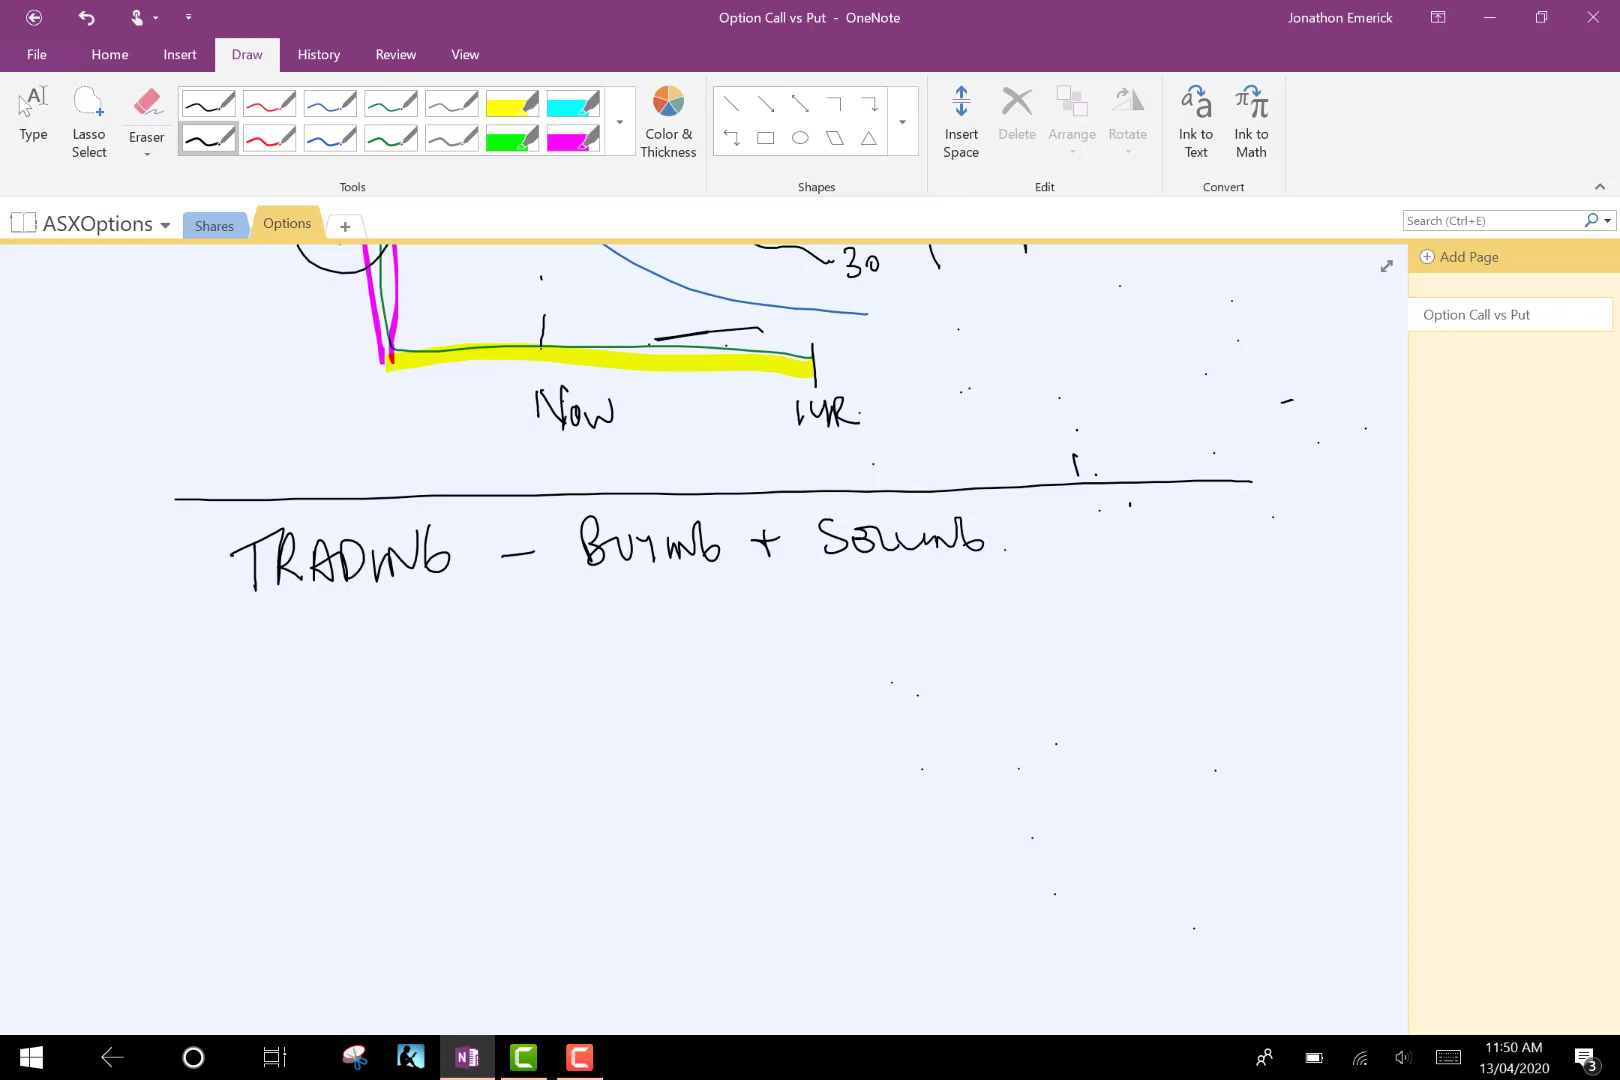 Option Call vs Put - OneNote
Jonathon Emerick
File Home Insert Draw History Review View
Type
Lasso Select
Eraser
Color & Thickness
Insert Space
Delete
Arrange
Rotate
Ink to Text
Ink to Math
Tools
Shapes
Edit
Convert
ASXOptions
Shares
Options
Search (Ctrl+E)
Add Page
Option Call vs Put
30
Now
1YR.
TRADING - BUYING + SELLING.
11:50 AM
13/04/2020
3